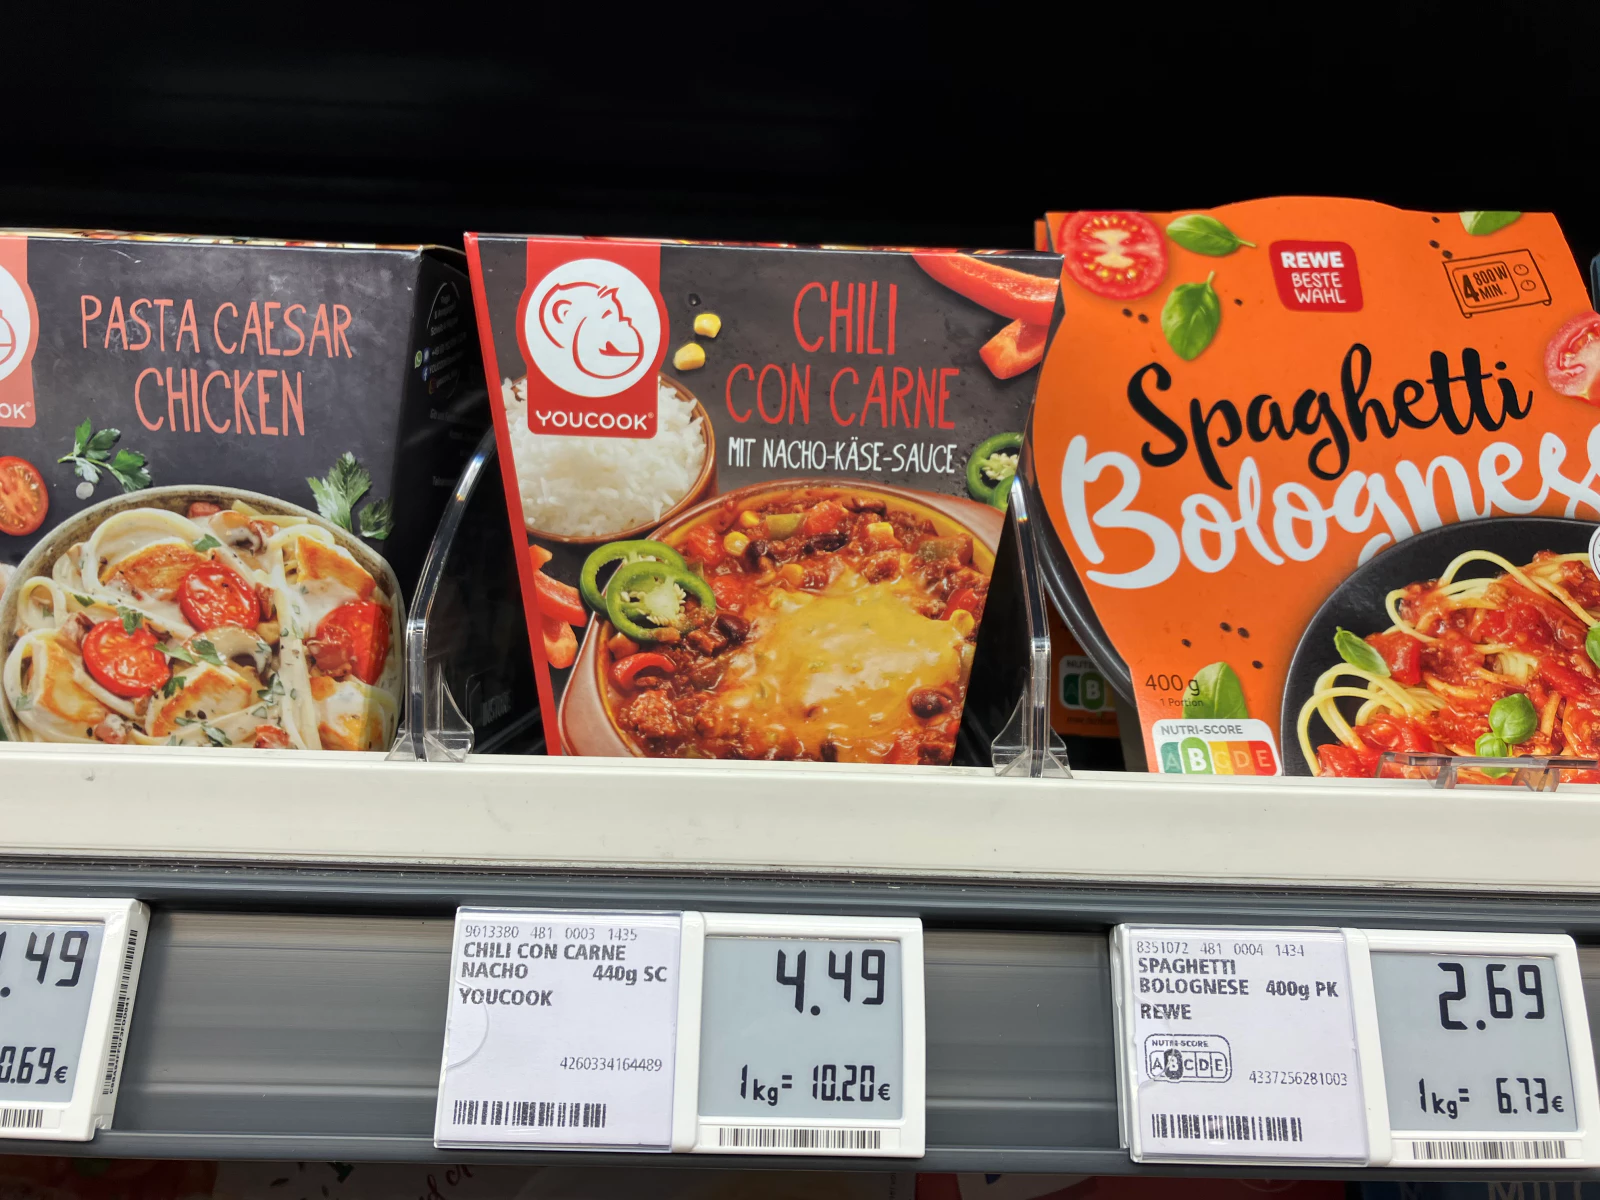 PASTA CAESAR
CHICKEN
OK
YOUCOOK
CHILI
CON CARNE
MIT NACHO-KÄSE-SAUCE
REWE
BESTE
WAHL
4 800W
MIN.
Spaghetti
Bolognes
400 g
1 Portion
NUTRI-SCORE
A B C D E
NUTRI
A B
.49
0.69€
9013380 481 0003 1435
CHILI CON CARNE
NACHO 440g SC
YOUCOOK
4260334164489
4.49
1kg= 10.20€
8351072 481 0004 1434
SPAGHETTI
BOLOGNESE 400g PK
REWE
NUTRI-SCORE
A B C D E
4337256281003
2.69
1kg= 6.73€